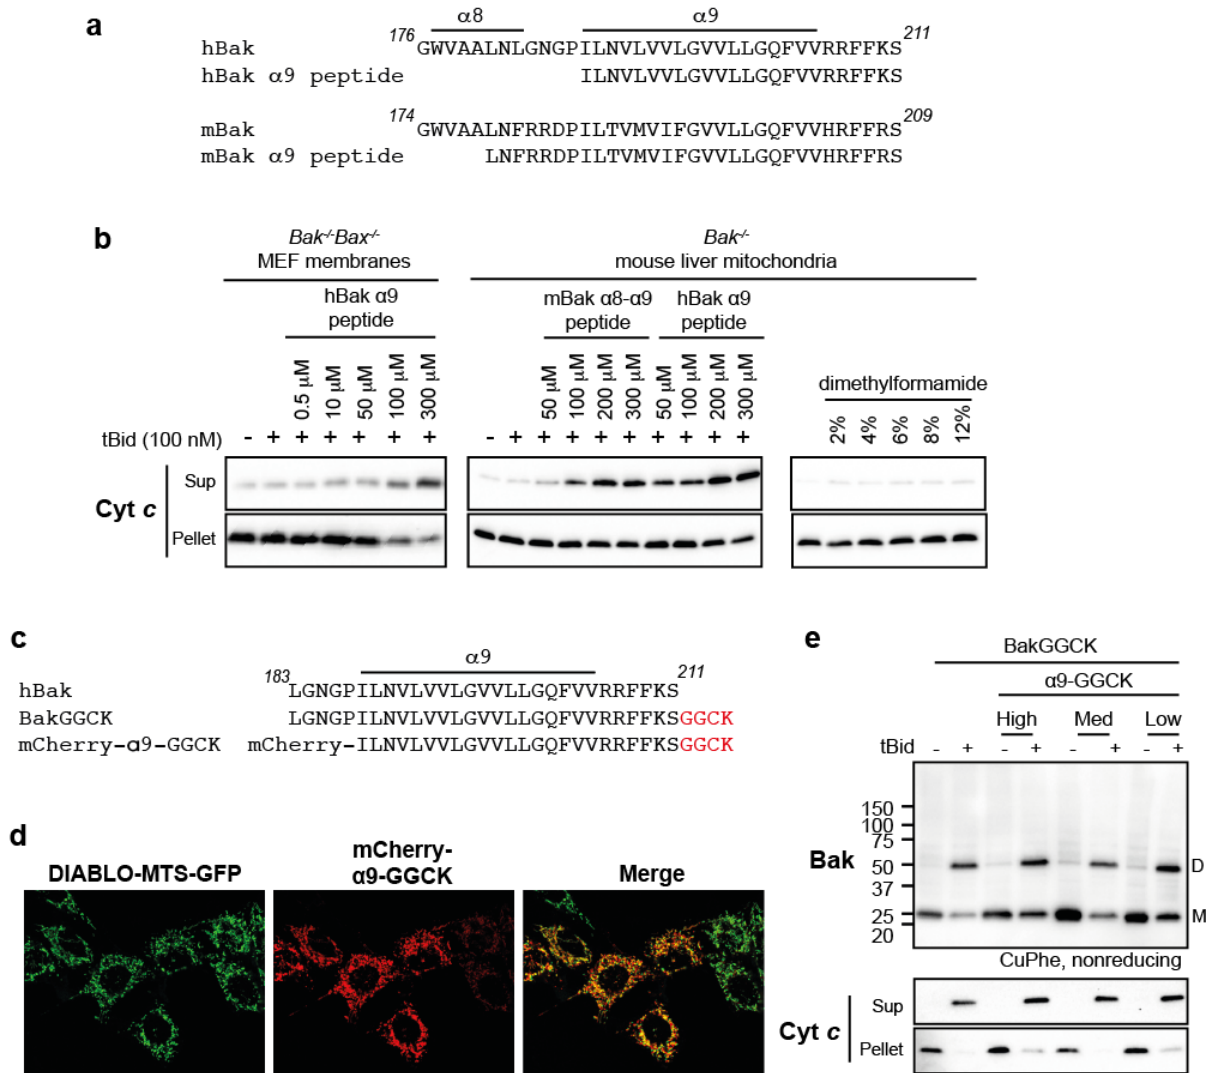 a
α8 α9
hBak 176 GWVAALNLGNGPILNVLVVLGVVLLGQFVVRRFFKS 211
hBak α9 peptide ILNVLVVLGVVLLGQFVVRRFFKS
mBak 174 GWVAALNFRRDPILTVMVIFGVVLLGQFVVHRFFRS 209
mBak α9 peptide LNFRRDPILTVMVIFGVVLLGQFVVHRFFRS
b
Bak-/-Bax-/- Bak-/-
MEF membranes mouse liver mitochondria
hBak α9 peptide
mBak α8-α9 peptide
hBak α9 peptide
dimethylformamide
0.5 μM 10 μM 50 μM 100 μM 300 μM 50 μM 100 μM 200 μM 300 μM 50 μM 100 μM 200 μM 300 μM 2% 4% 6% 8% 12%
tBid (100 nM) - + + + + + + - + + + + + + + + +
Cyt c
Sup
Pellet
c
α9
hBak 183 LGNGPILNVLVVLGVVLLGQFVVRRFFKS 211
BakGGCK LGNGPILNVLVVLGVVLLGQFVVRRFFKSGGCK
mCherry-α9-GGCK mCherry-ILNVLVVLGVVLLGQFVVRRFFKSGGCK
d
DIABLO-MTS-GFP
mCherry-
α9-GGCK
Merge
e
BakGGCK
α9-GGCK
High Med Low
tBid - + - + - + - +
150
100
75
Bak 50 D
37
25 M
20
CuPhe, nonreducing
Cyt c
Sup
Pellet